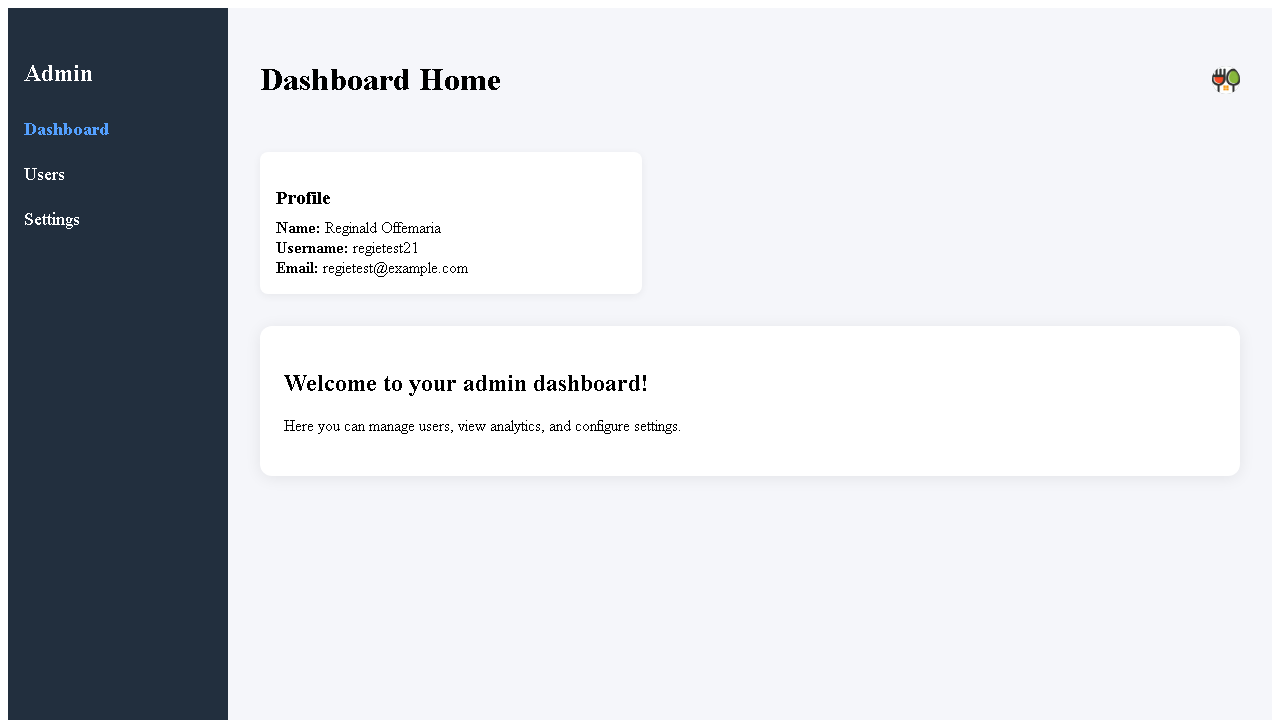 Admin
Dashboard
Users
Settings
Dashboard Home
Profile
Name: Reginald Offemaria
Username: regietest21
Email: regietest@example.com
Welcome to your admin dashboard!
Here you can manage users, view analytics, and configure settings.